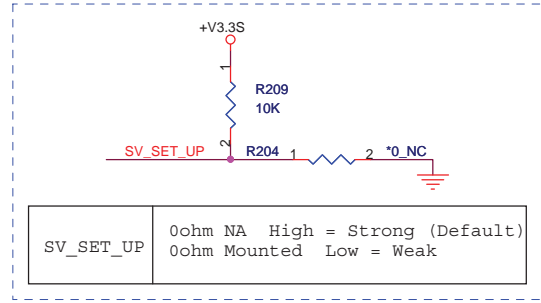 +V3.3S
1
R209
10K
2
SV_SET_UP R204 1 2 *0_NC
SV_SET_UP
0ohm NA High = Strong (Default)
0ohm Mounted Low = Weak